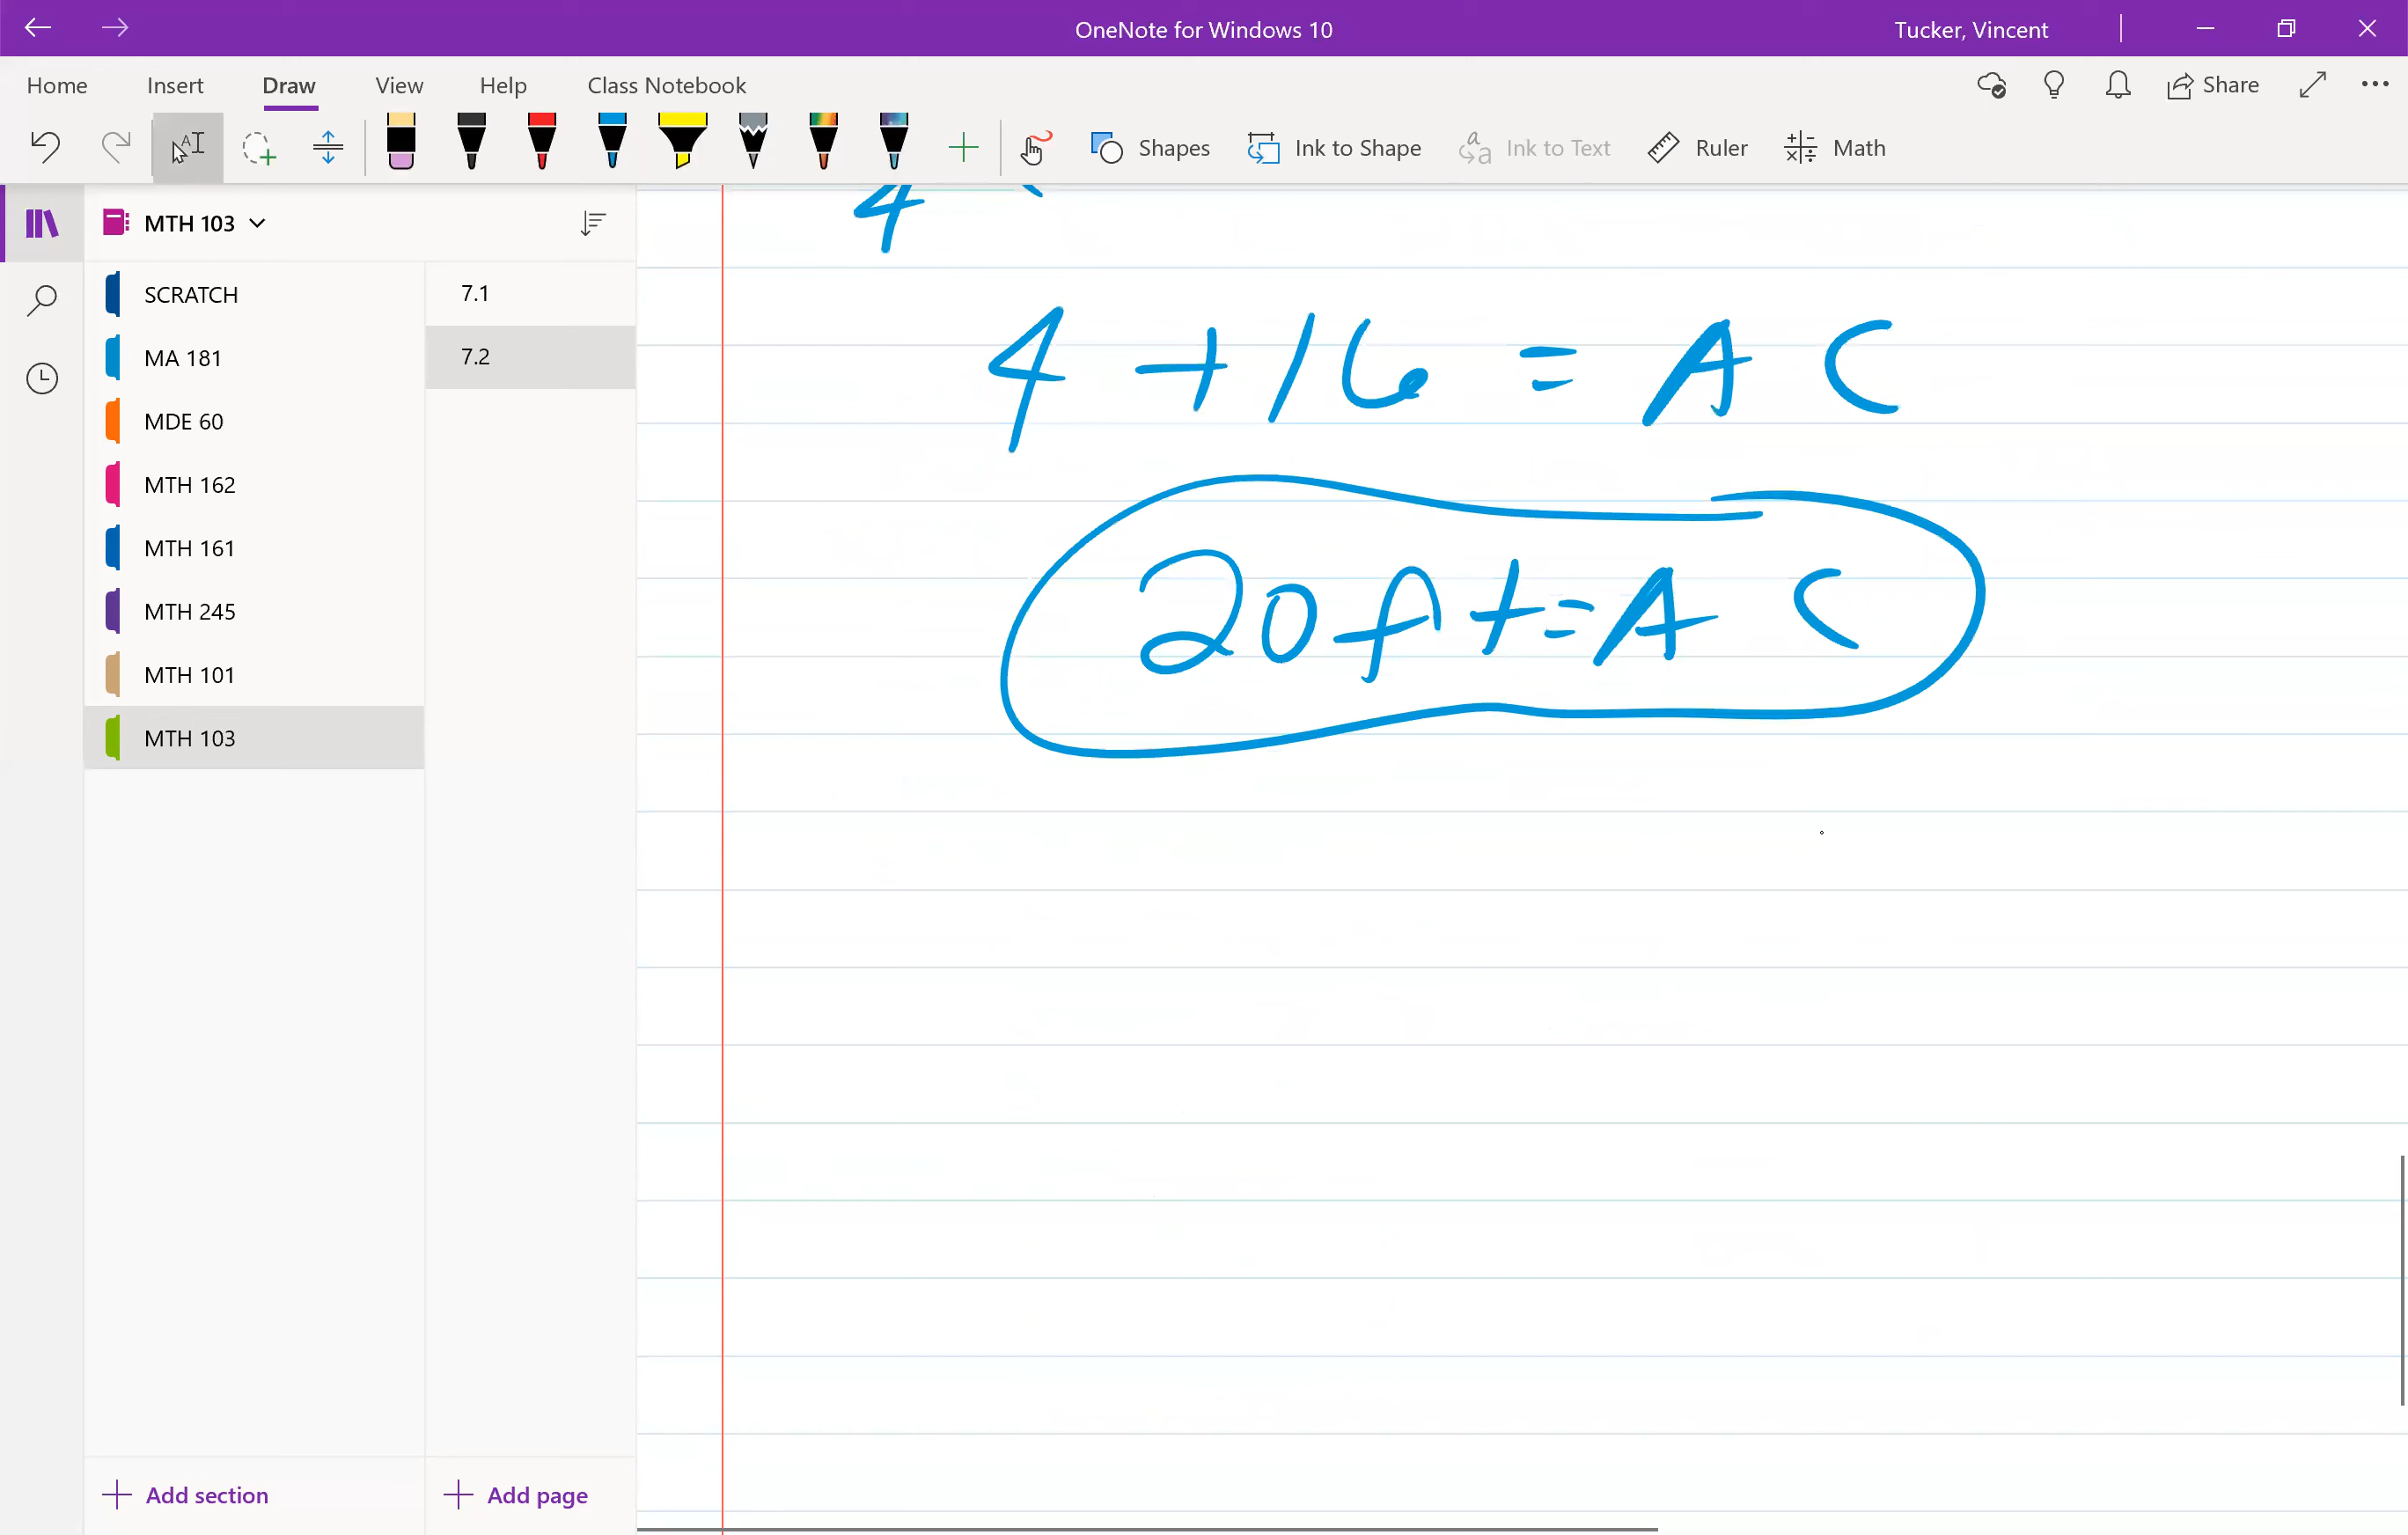 OneNote for Windows 10
Tucker, Vincent
Home Insert Draw View Help Class Notebook Share
Shapes Ink to Shape Ink to Text Ruler Math
MTH 103
SCRATCH
MA 181
MDE 60
MTH 162
MTH 161
MTH 245
MTH 101
MTH 103
7.1
7.2
4
4 + 16 = A C
20 ft = A C
Add section
Add page